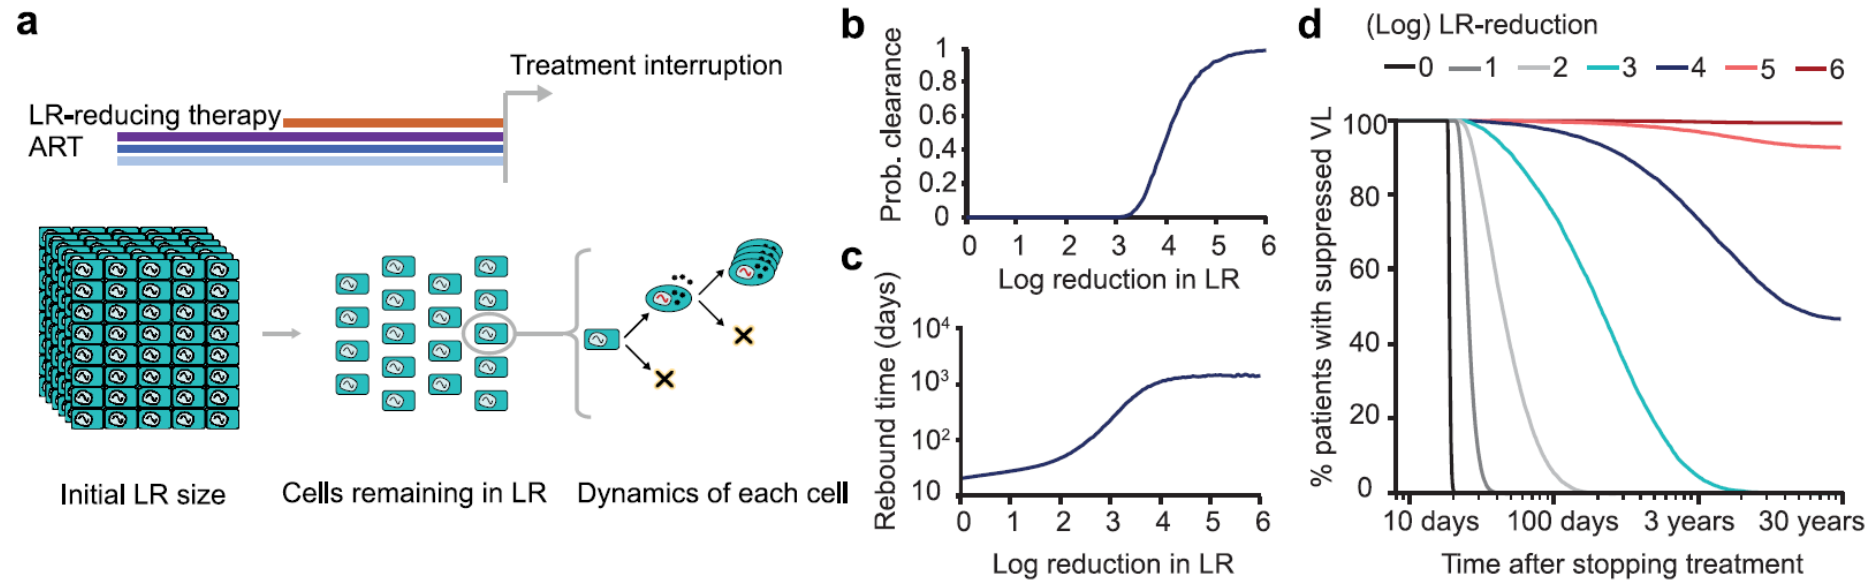 a
Treatment interruption
LR-reducing therapy
ART
Initial LR size
Cells remaining in LR
Dynamics of each cell
b
Prob. clearance
1
0.8
0.6
0.4
0.2
0
0 1 2 3 4 5 6
Log reduction in LR
c
Rebound time (days)
10⁴
10³
10²
10
0 1 2 3 4 5 6
Log reduction in LR
d
(Log) LR-reduction
0 1 2 3 4 5 6
% patients with suppressed VL
100
80
60
40
20
0
10 days 100 days 3 years 30 years
Time after stopping treatment